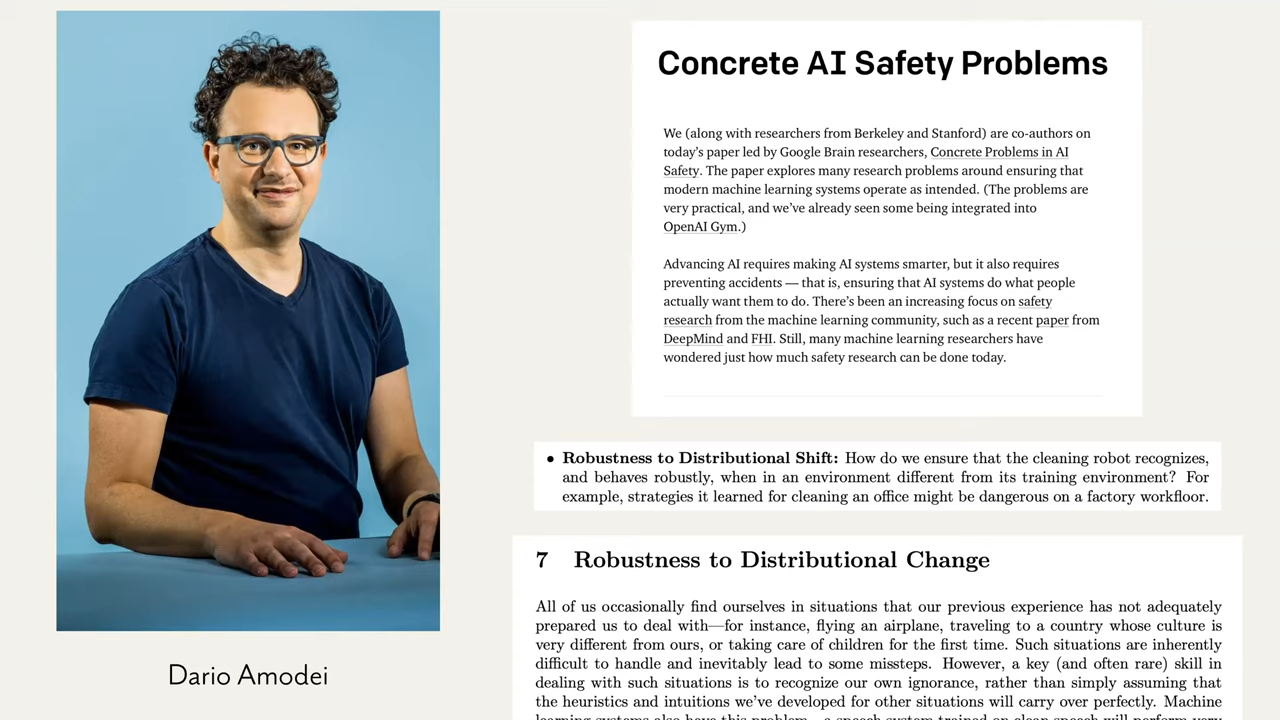 Concrete AI Safety Problems
We (along with researchers from Berkeley and Stanford) are co-authors on
today's paper led by Google Brain researchers, Concrete Problems in AI
Safety. The paper explores many research problems around ensuring that
modern machine learning systems operate as intended. (The problems are
very practical, and we've already seen some being integrated into
OpenAI Gym.)
Advancing AI requires making AI systems smarter, but it also requires
preventing accidents — that is, ensuring that AI systems do what people
actually want them to do. There's been an increasing focus on safety
research from the machine learning community, such as a recent paper from
DeepMind and FHI. Still, many machine learning researchers have
wondered just how much safety research can be done today.
• Robustness to Distributional Shift: How do we ensure that the cleaning robot recognizes,
and behaves robustly, when in an environment different from its training environment? For
example, strategies it learned for cleaning an office might be dangerous on a factory workfloor.
7 Robustness to Distributional Change
All of us occasionally find ourselves in situations that our previous experience has not adequately
prepared us to deal with—for instance, flying an airplane, traveling to a country whose culture is
very different from ours, or taking care of children for the first time. Such situations are inherently
difficult to handle and inevitably lead to some missteps. However, a key (and often rare) skill in
dealing with such situations is to recognize our own ignorance, rather than simply assuming that
the heuristics and intuitions we've developed for other situations will carry over perfectly. Machine
Dario Amodei